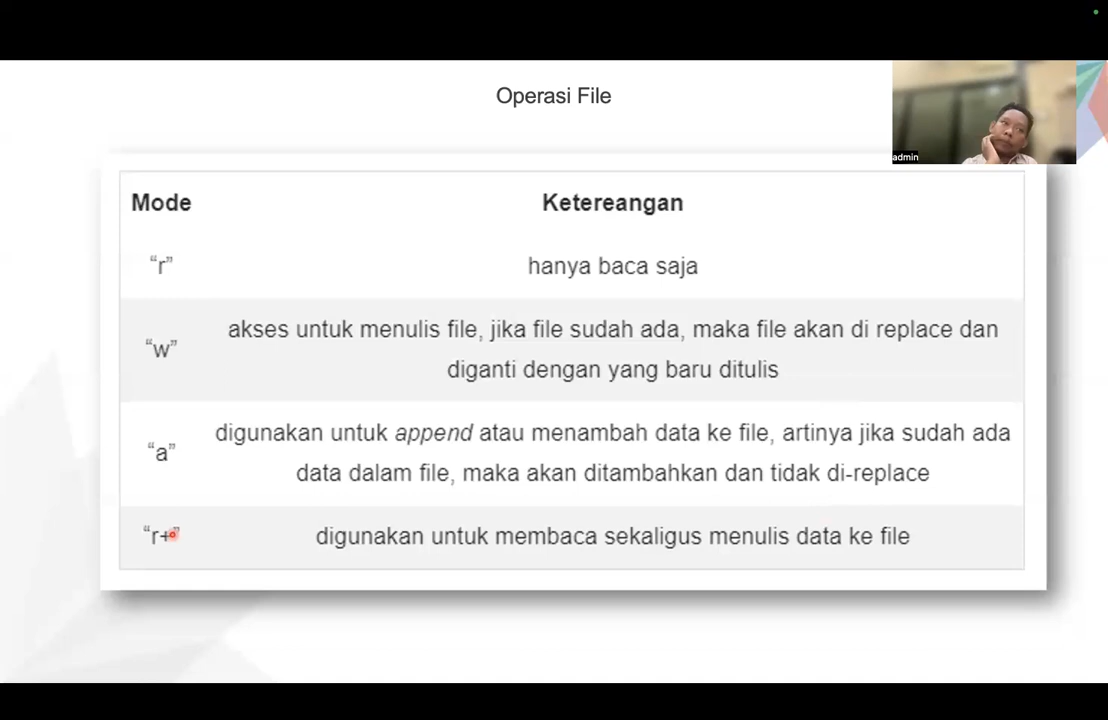 Operasi File
admin
Mode Ketereangan
“r” hanya baca saja
akses untuk menulis file, jika file sudah ada, maka file akan di replace dan
“w”
diganti dengan yang baru ditulis
digunakan untuk append atau menambah data ke file, artinya jika sudah ada
“a”
data dalam file, maka akan ditambahkan dan tidak di-replace
“r+” digunakan untuk membaca sekaligus menulis data ke file